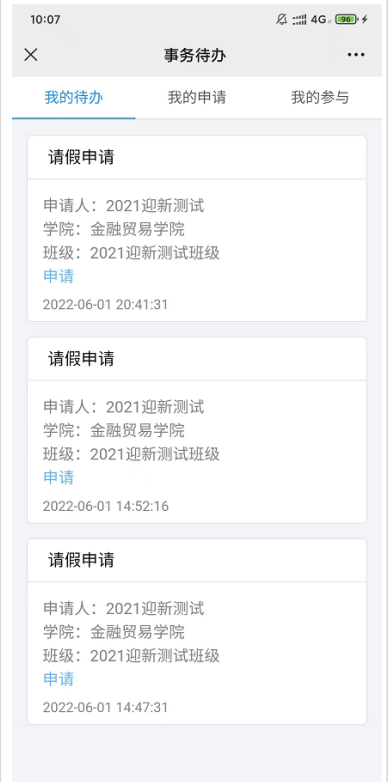 10:07
4G 96
事务待办
我的待办 我的申请 我的参与
请假申请
申请人：2021迎新测试
学院：金融贸易学院
班级：2021迎新测试班级
申请
2022-06-01 20:41:31
请假申请
申请人：2021迎新测试
学院：金融贸易学院
班级：2021迎新测试班级
申请
2022-06-01 14:52:16
请假申请
申请人：2021迎新测试
学院：金融贸易学院
班级：2021迎新测试班级
申请
2022-06-01 14:47:31